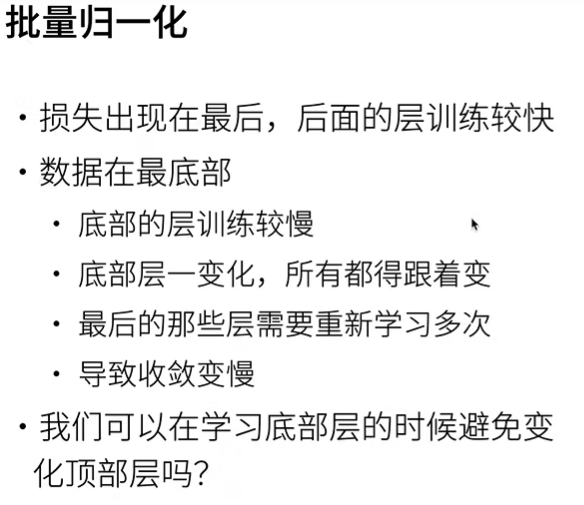 批量归一化
• 损失出现在最后，后面的层训练较快
• 数据在最底部
• 底部的层训练较慢
• 底部层一变化，所有都得跟着变
• 最后的那些层需要重新学习多次
• 导致收敛变慢
• 我们可以在学习底部层的时候避免变
化顶部层吗？